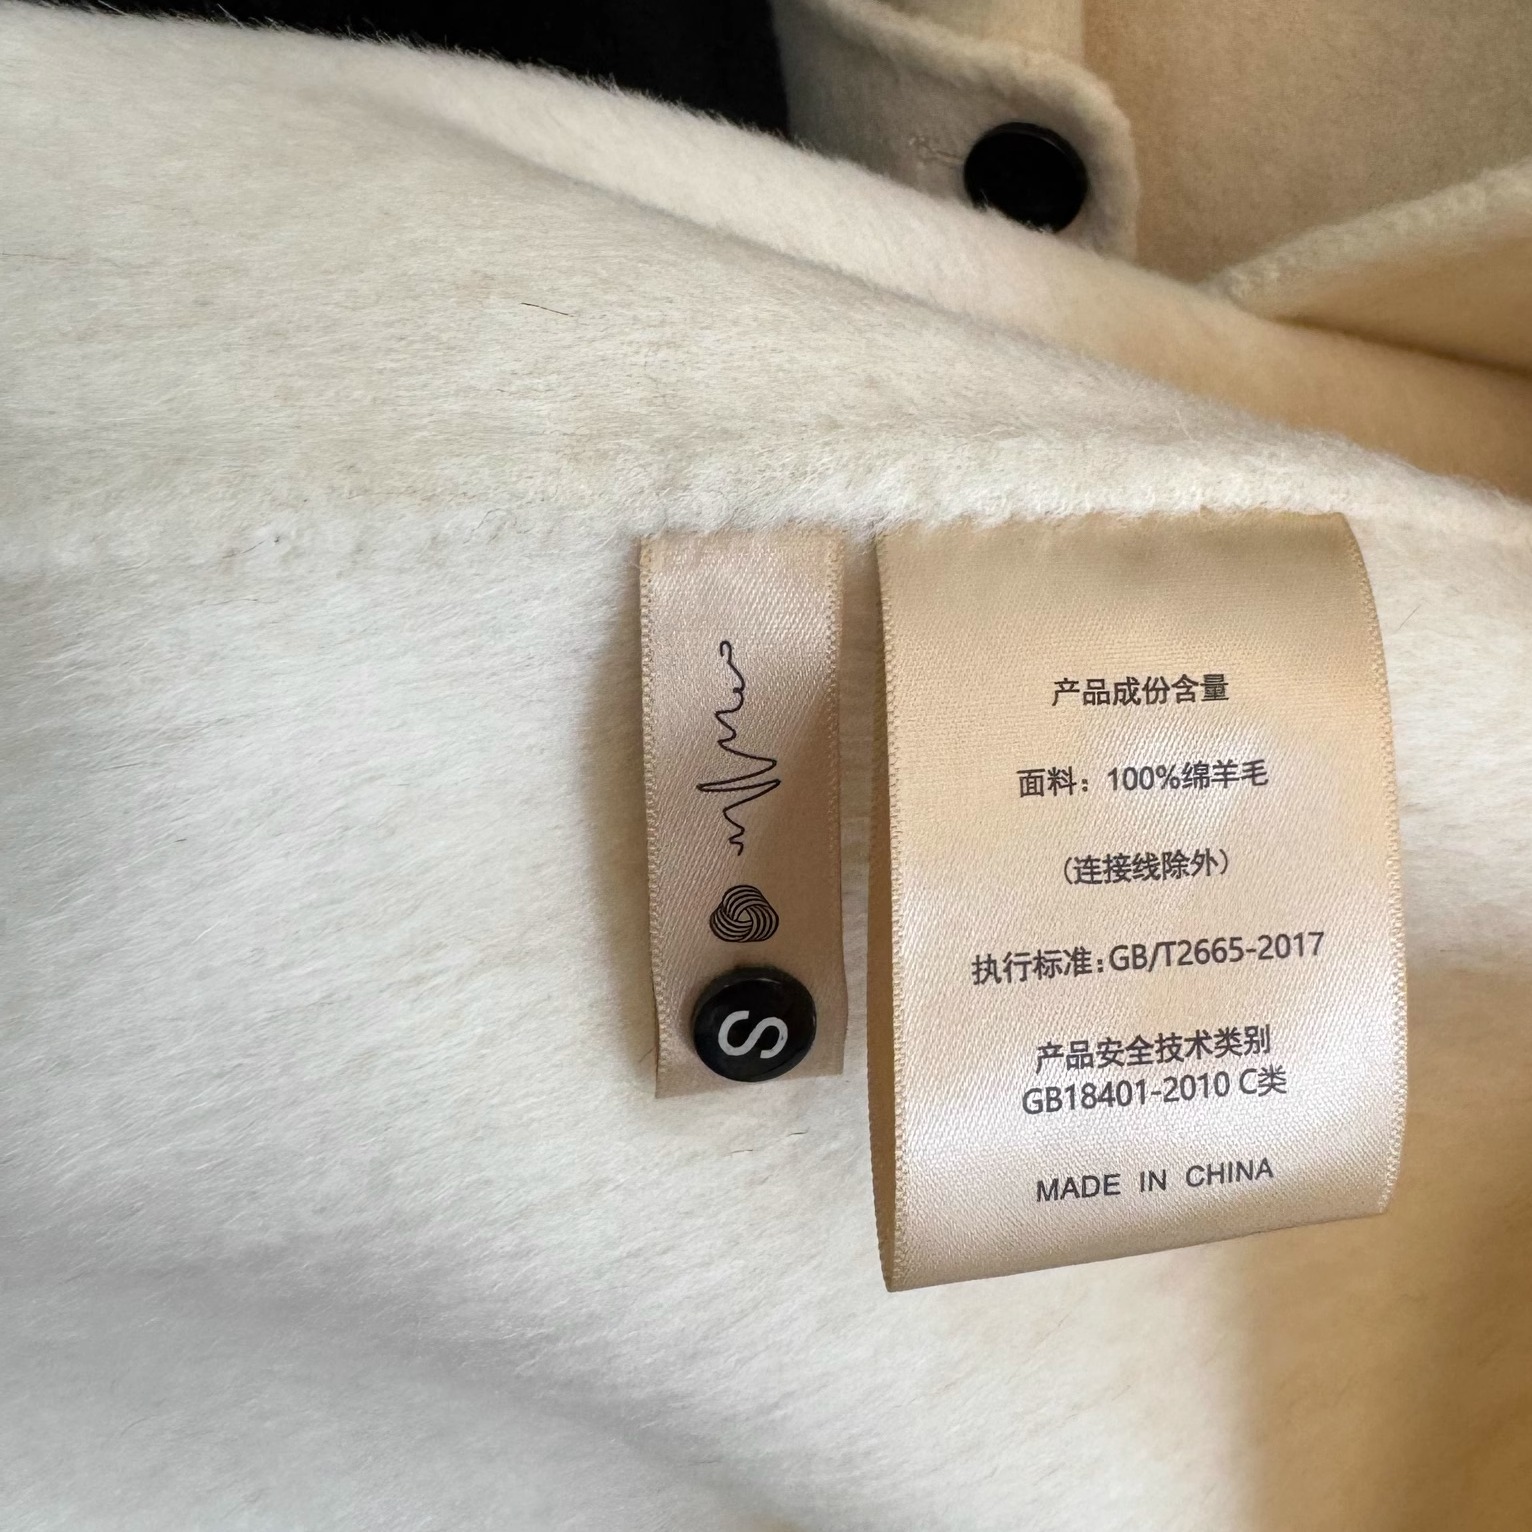 S
产品成份含量
面料：100%绵羊毛
（连接线除外）
执行标准:GB/T2665-2017
产品安全技术类别
GB18401-2010 C类
MADE IN CHINA